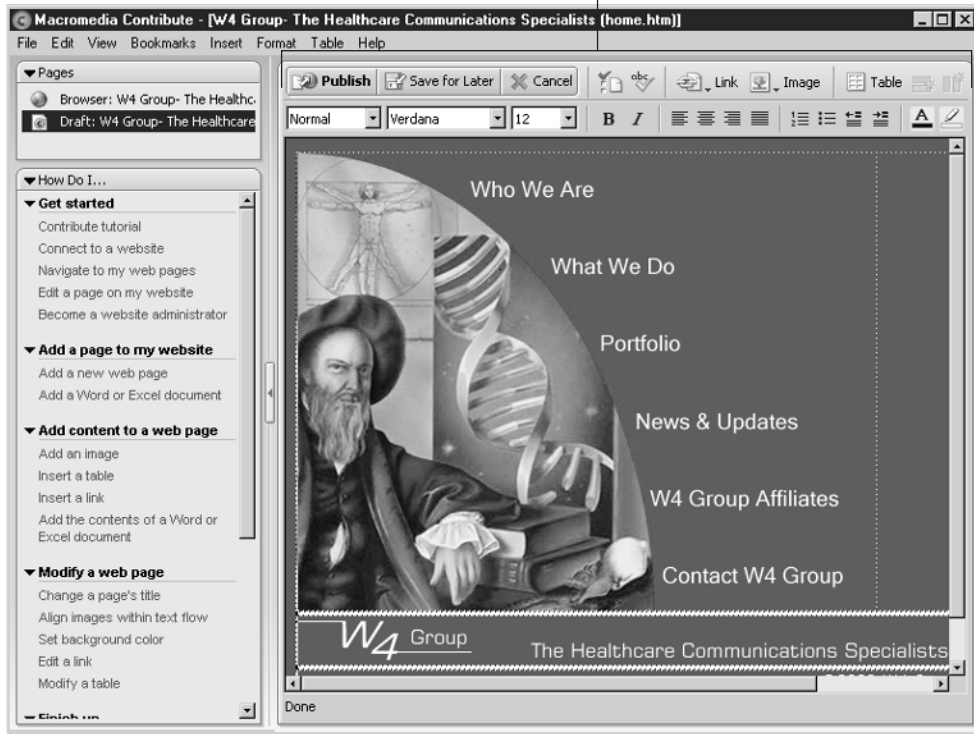 Macromedia Contribute - [W4 Group- The Healthcare Communications Specialists (home.htm)]
File Edit View Bookmarks Insert Format Table Help
Pages
Browser: W4 Group- The Healthc
Draft: W4 Group- The Healthcare
How Do I...
Get started
Contribute tutorial
Connect to a website
Navigate to my web pages
Edit a page on my website
Become a website administrator
Add a page to my website
Add a new web page
Add a Word or Excel document
Add content to a web page
Add an image
Insert a table
Insert a link
Add the contents of a Word or
Excel document
Modify a web page
Change a page's title
Align images within text flow
Set background color
Edit a link
Modify a table
Finish up
Publish Save for Later Cancel abc Link Image Table
Normal Verdana 12 B I A
Who We Are
What We Do
Portfolio
News & Updates
W4 Group Affiliates
Contact W4 Group
W4 Group The Healthcare Communications Specialists
Done